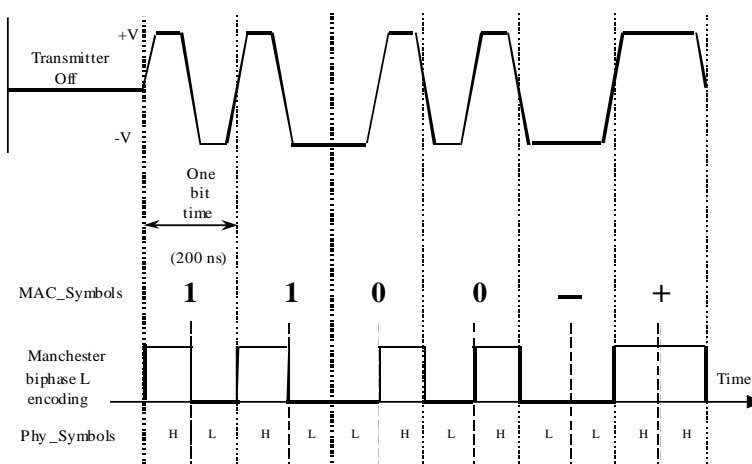 +V
Transmitter
Off
-V
One
bit
time
(200 ns)
MAC_Symbols 1 1 0 0 – +
Manchester
biphase L
encoding
Time
Phy_Symbols H L H L L H L H L L H H